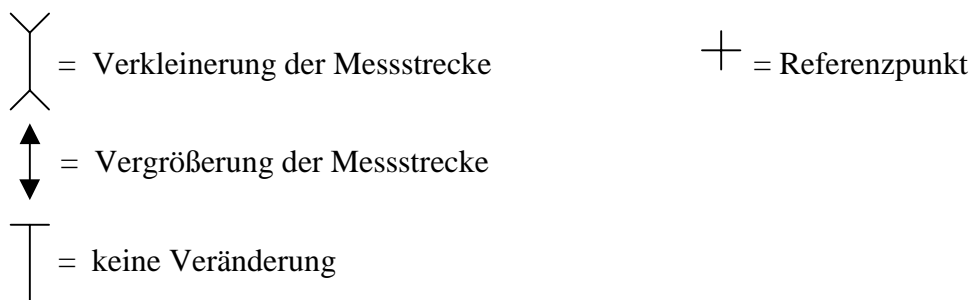 = Verkleinerung der Messstrecke
= Referenzpunkt
= Vergrößerung der Messstrecke
= keine Veränderung